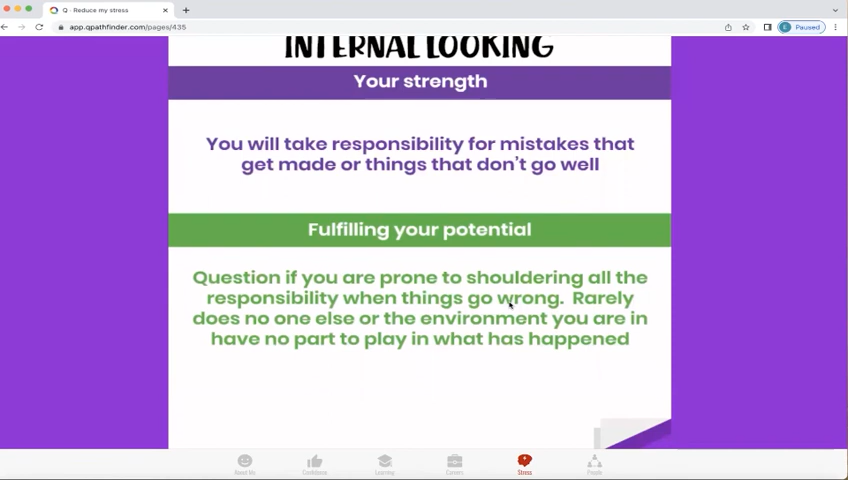 Q - Reduce my stress
app.qpathfinder.com/pages/435
E
Paused
INTERNAL LOOKING
Your strength
You will take responsibility for mistakes that
get made or things that don't go well
Fulfilling your potential
Question if you are prone to shouldering all the
responsibility when things go wrong. Rarely
does no one else or the environment you are in
have no part to play in what has happened
About Me
Confidence
Learning
Careers
Stress
People